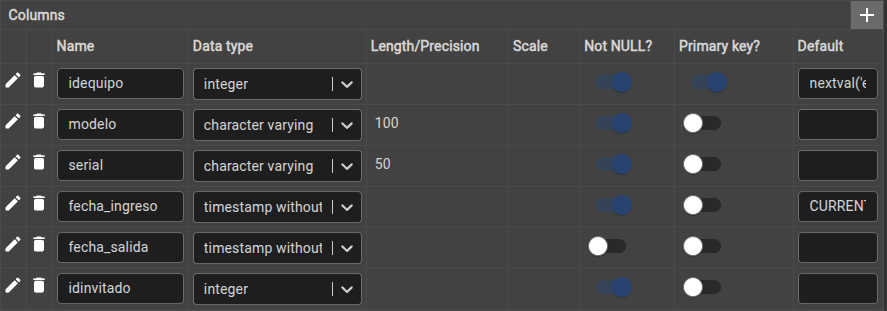 Columns
Name Data type Length/Precision Scale Not NULL? Primary key? Default
idequipo integer nextval('e
modelo character varying 100
serial character varying 50
fecha_ingreso timestamp without CURREN
fecha_salida timestamp without
idinvitado integer